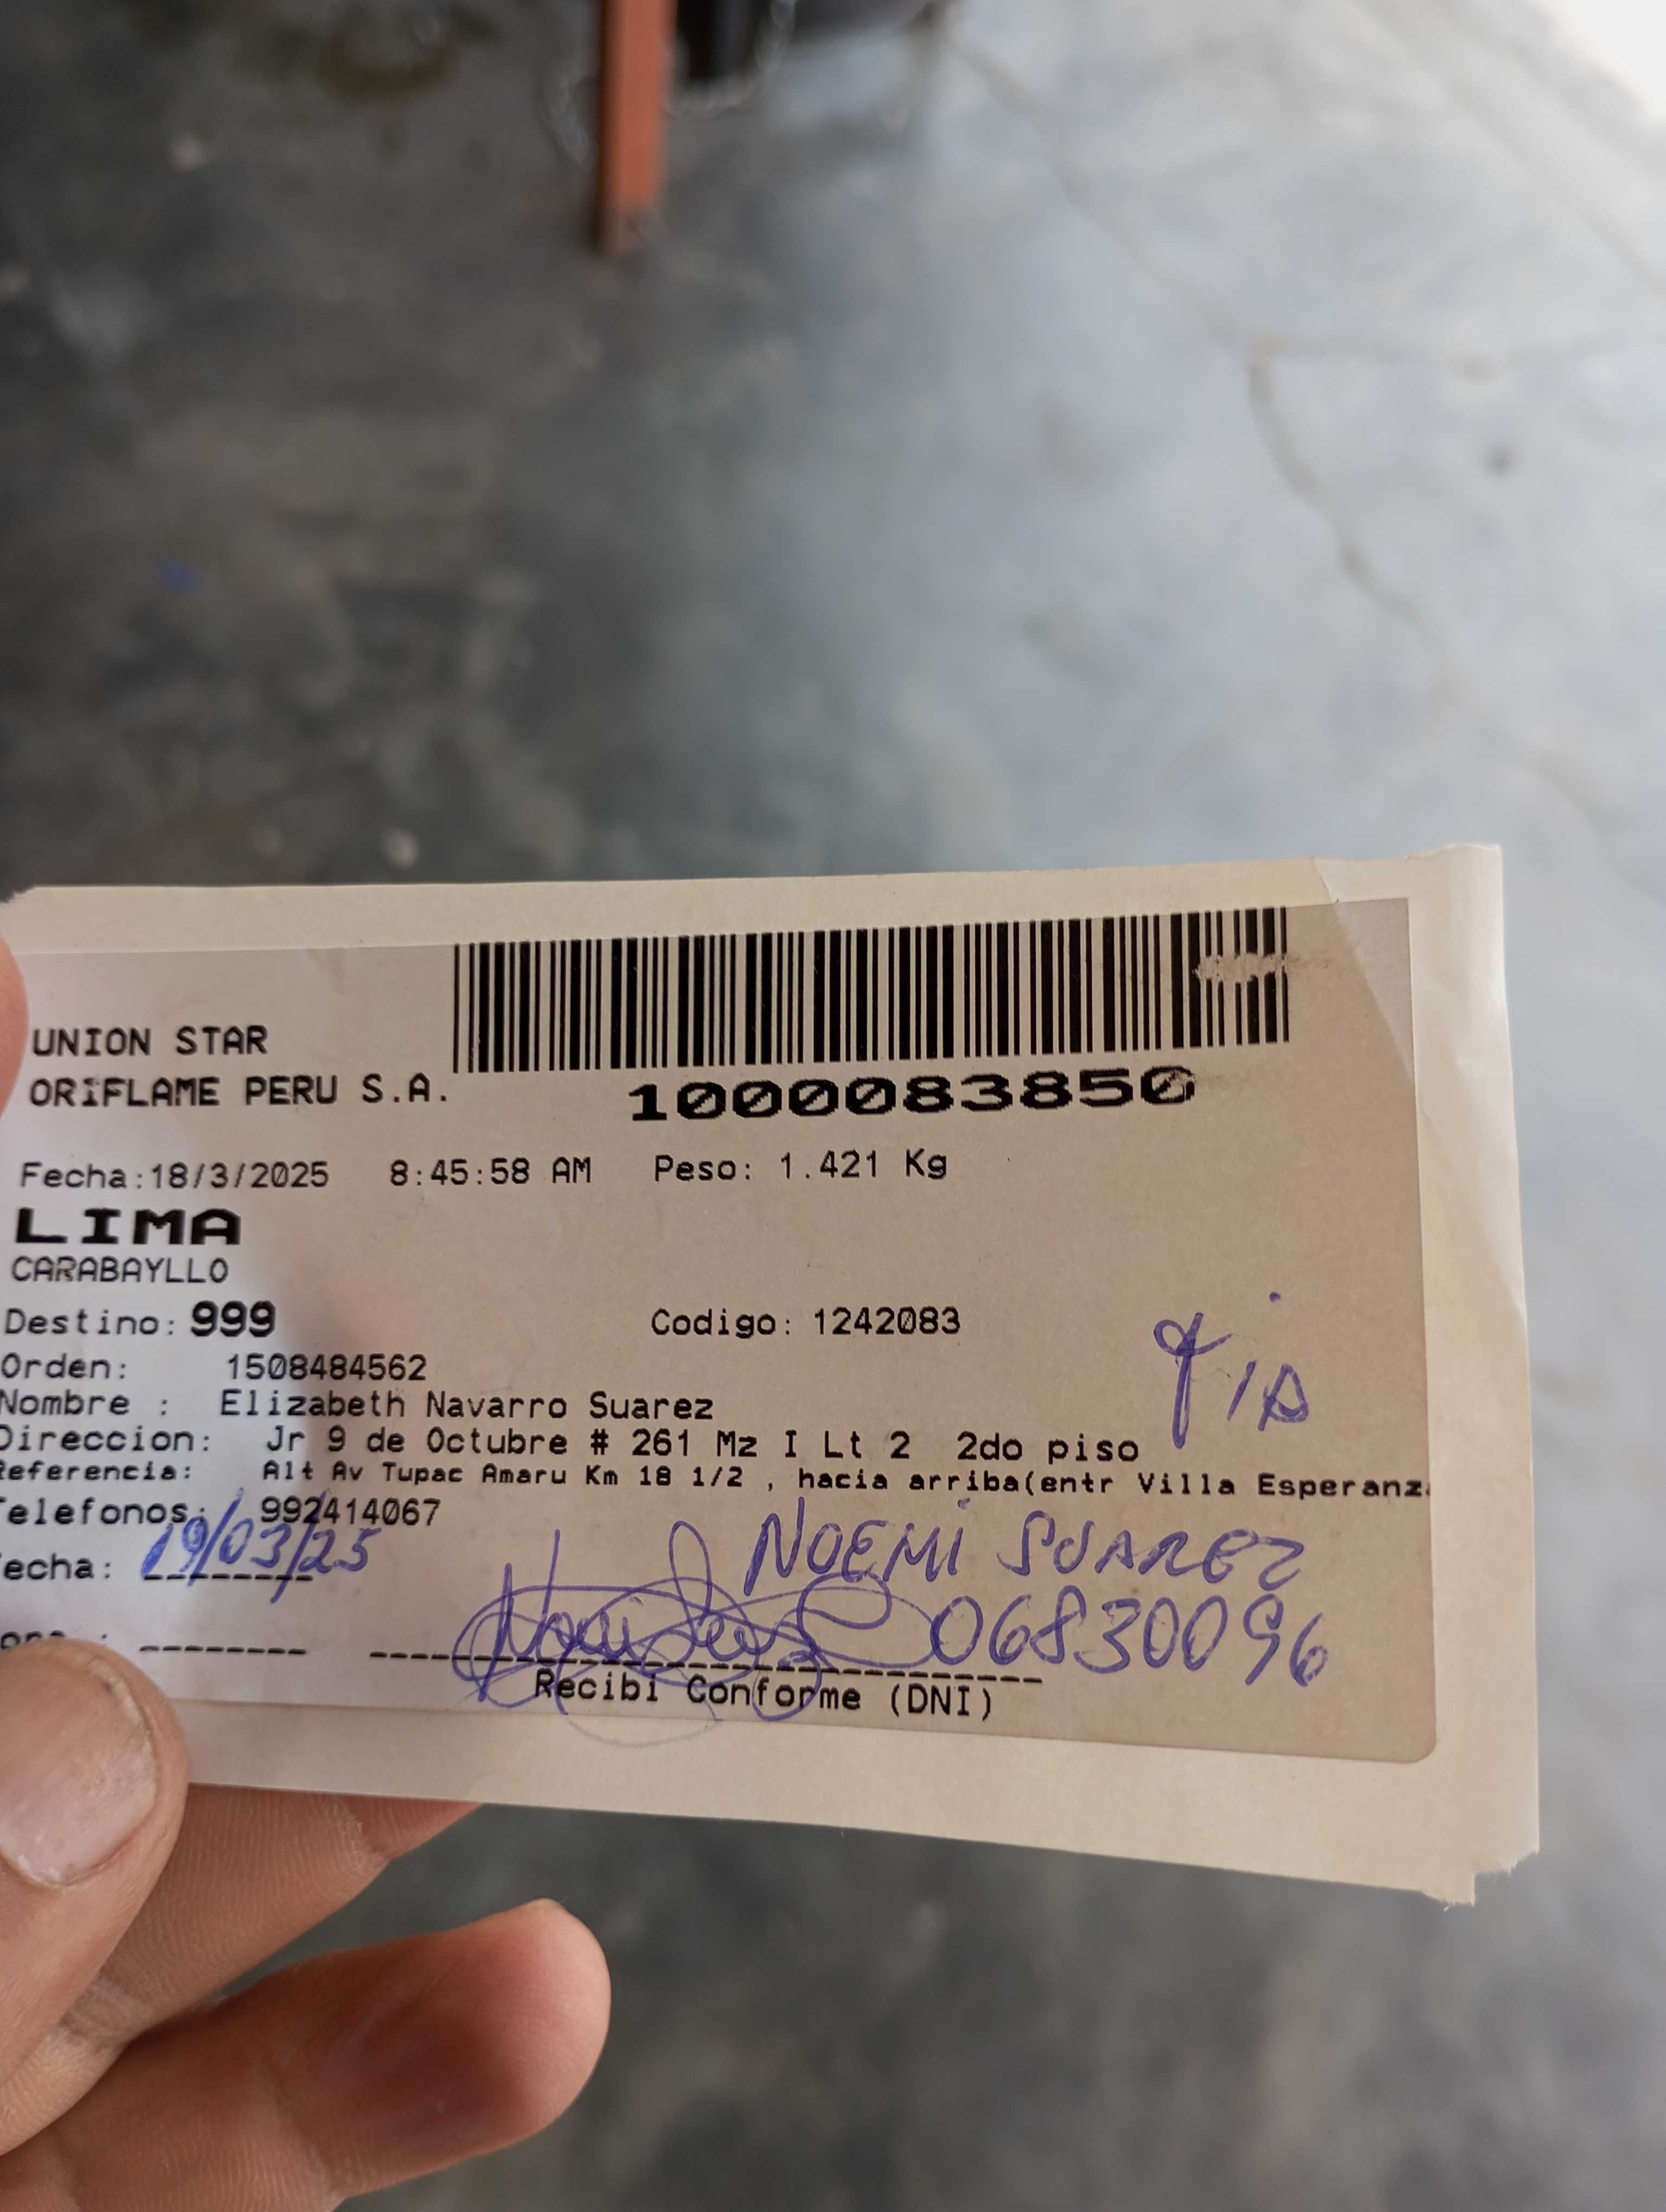 UNION STAR
ORIFLAME PERU S.A.
1000083850
Fecha:18/3/2025 8:45:58 AM Peso: 1.421 Kg
LIMA
CARABAYLLO
Destino: 999 Codigo: 1242083
Orden: 1508484562
Nombre : Elizabeth Navarro Suarez
Direccion: Jr 9 de Octubre # 261 Mz I Lt 2 2do piso
TIA
Referencia: Alt Av Tupac Amaru Km 18 1/2 , hacia arriba(entr Villa Esperanz
Telefonos: 992414067
NOEMI SUAREZ
echa: 19/03/25
06830096
Recibi Conforme (DNI)